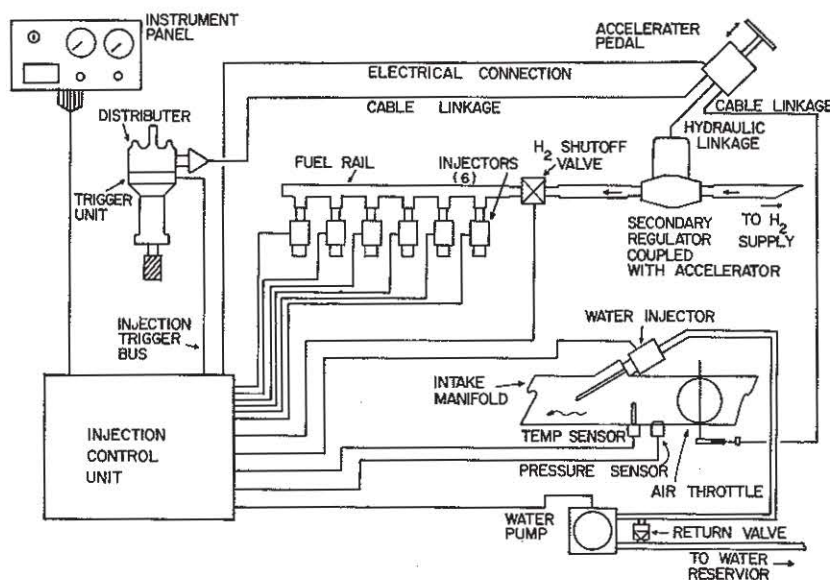 INSTRUMENT
PANEL
ACCELERATER
PEDAL
ELECTRICAL CONNECTION
CABLE LINKAGE
CABLE LINKAGE
HYDRAULIC
LINKAGE
DISTRIBUTER
TRIGGER
UNIT
FUEL RAIL
INJECTORS
(6)
H2 SHUTOFF
VALVE
SECONDARY
REGULATOR
COUPLED
WITH ACCELERATOR
TO H2
SUPPLY
INJECTION
TRIGGER
BUS
WATER INJECTOR
INTAKE
MANIFOLD
INJECTION
CONTROL
UNIT
TEMP SENSOR
PRESSURE SENSOR
AIR THROTTLE
WATER
PUMP
RETURN VALVE
TO WATER
RESERVIOR